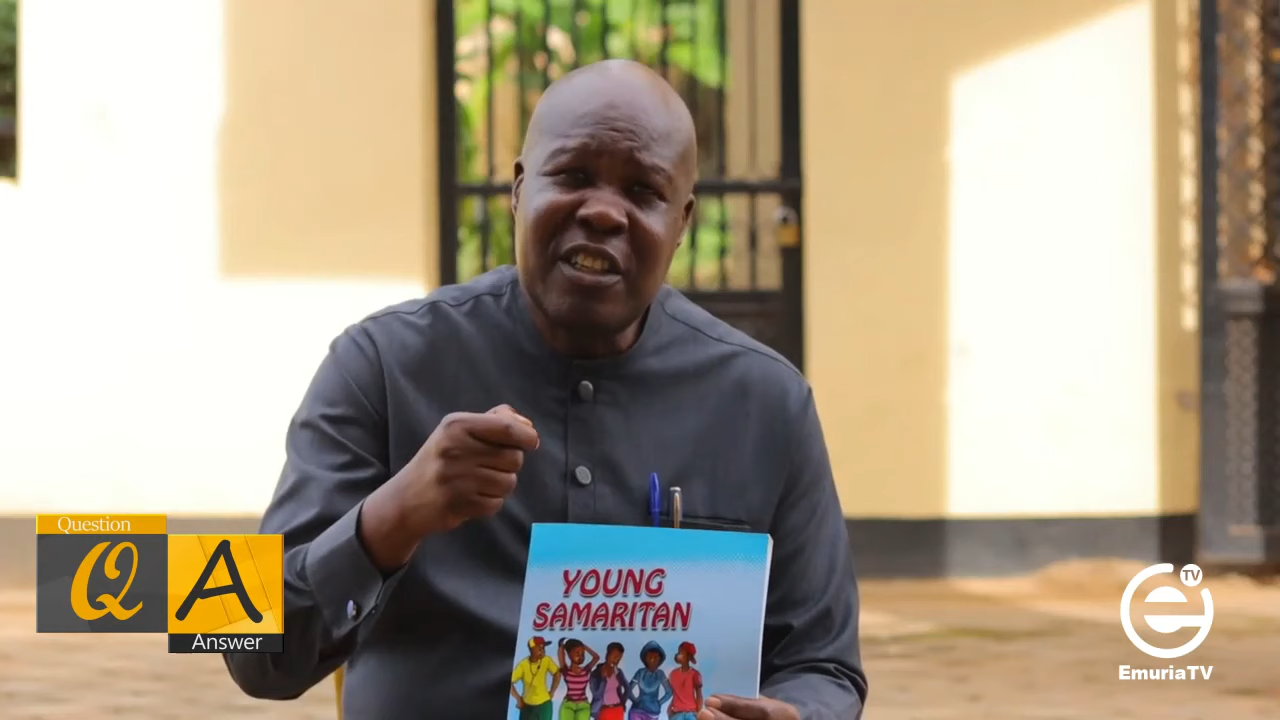 Question
Q A
Answer
YOUNG
SAMARITAN
TV
EmuriaTV